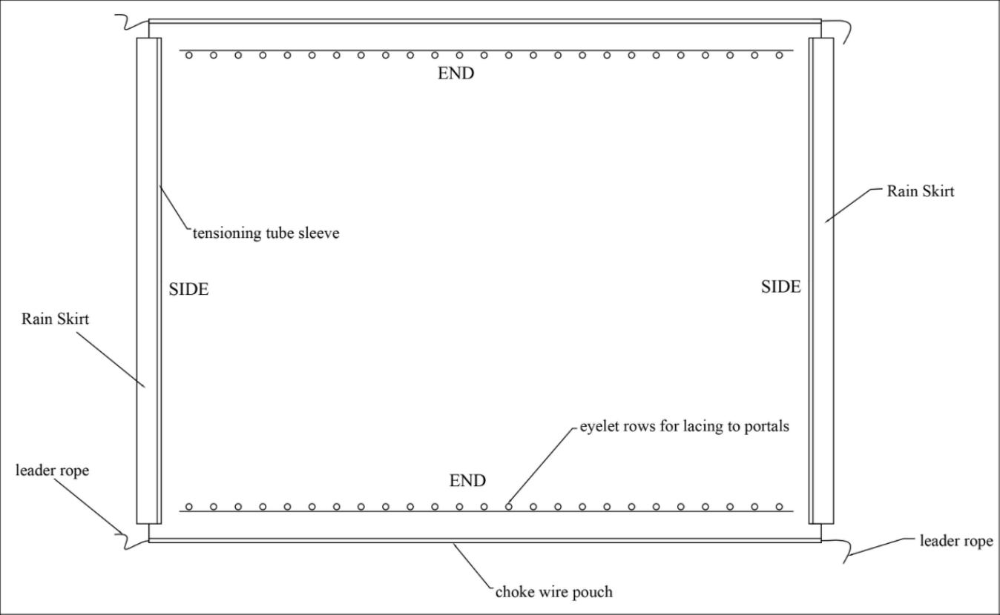 END
Rain Skirt
tensioning tube sleeve
SIDE
SIDE
Rain Skirt
eyelet rows for lacing to portals
leader rope
END
leader rope
choke wire pouch